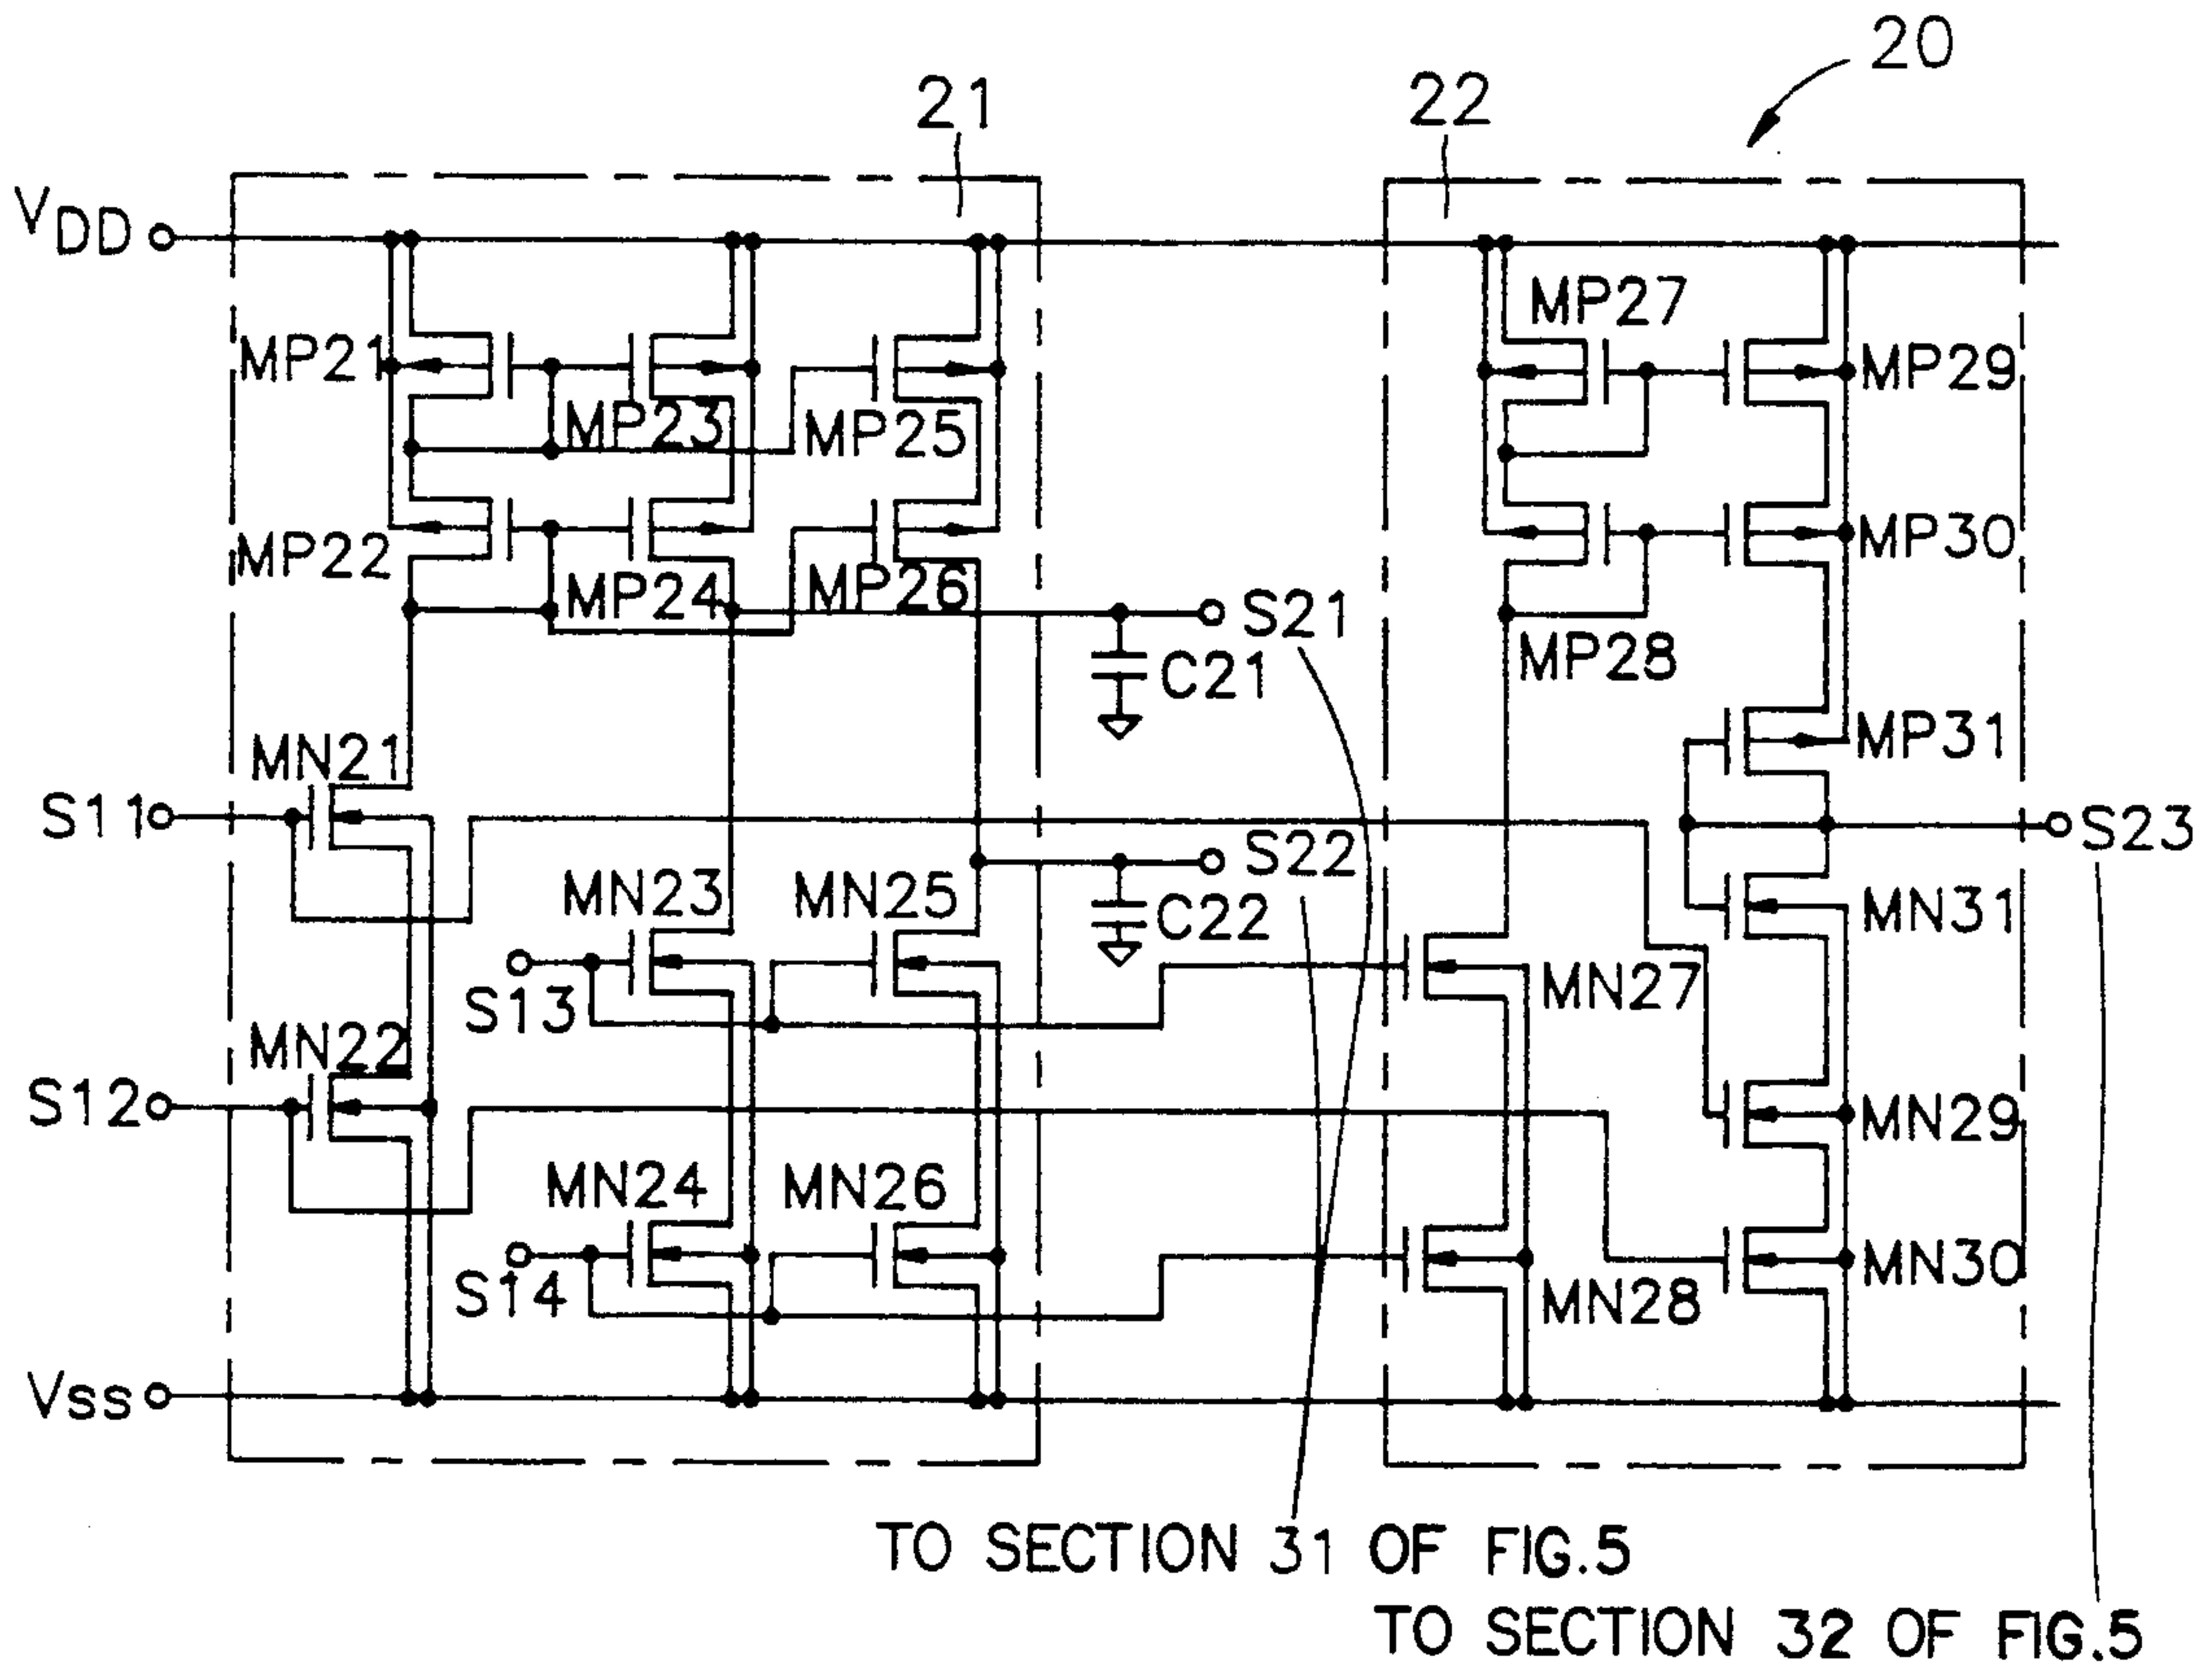 20
21
22
VDD
MP27
MP21
MP23
MP25
MP29
MP22
MP24
MP26
MP30
S21
C21
MP28
MN21
MP31
S11
S23
MN23
MN25
S22
C22
MN31
S13
MN27
MN22
S12
MN29
MN24
MN26
S14
MN28
MN30
Vss
TO SECTION 31 OF FIG.5
TO SECTION 32 OF FIG.5